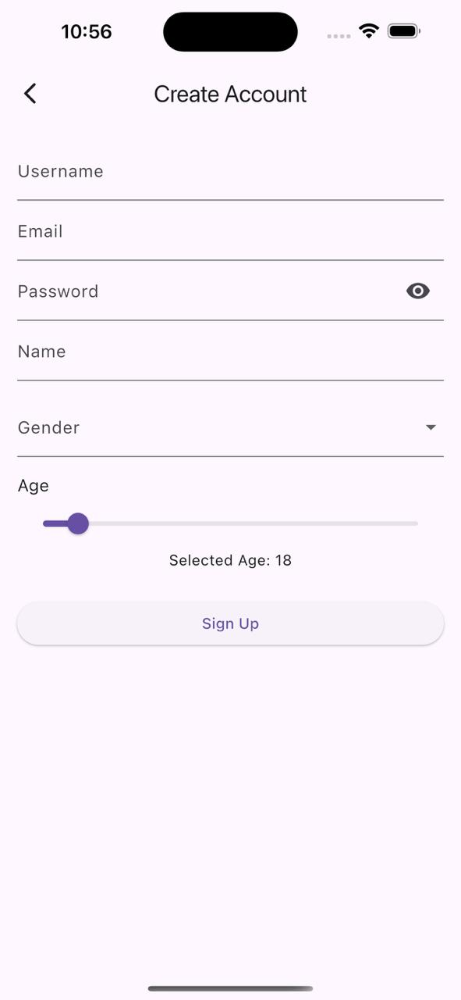 10:56
Create Account
Username
Email
Password
Name
Gender
Age
Selected Age: 18
Sign Up